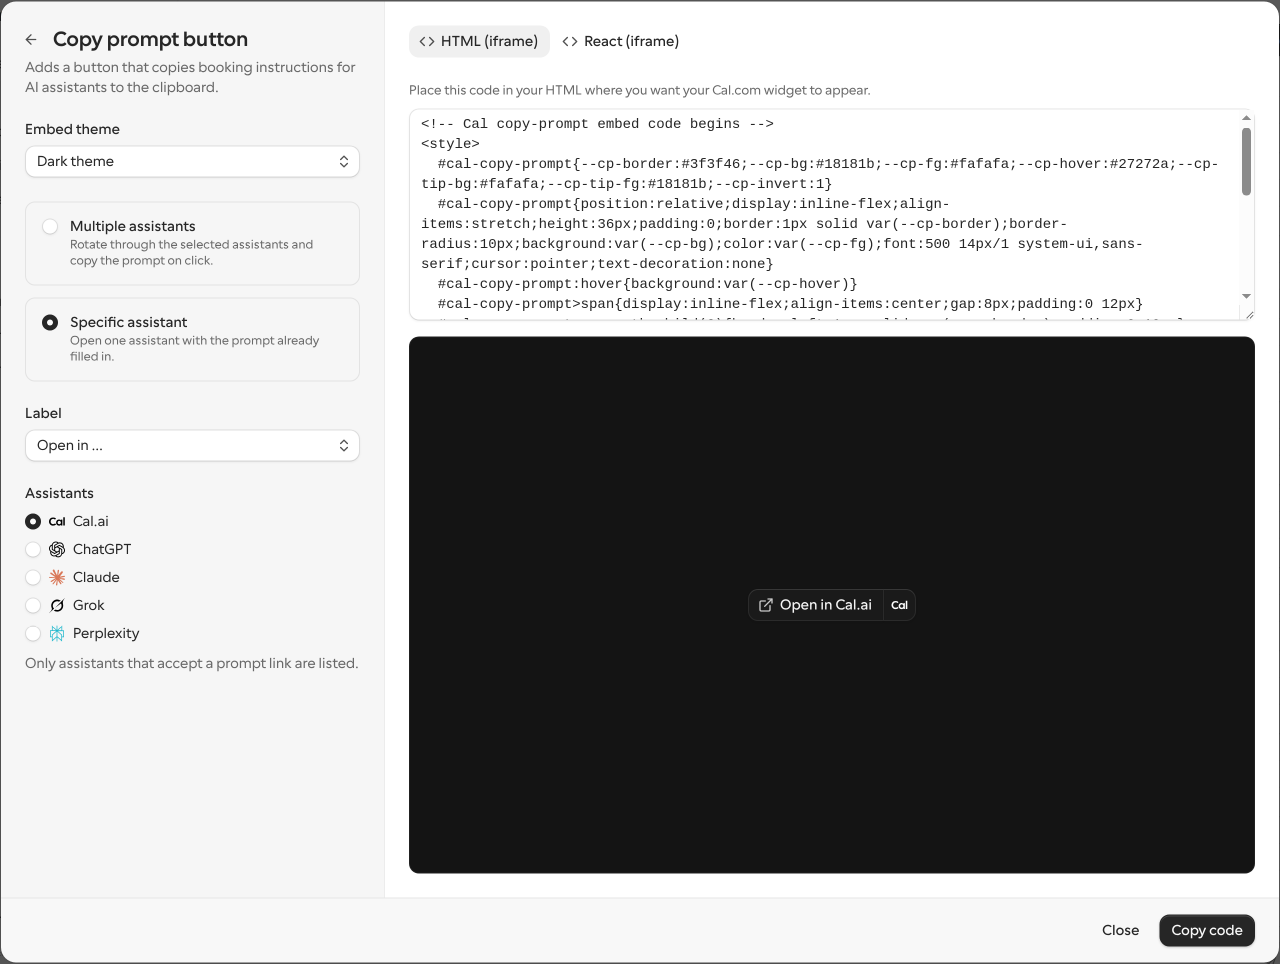 Copy prompt button
Adds a button that copies booking instructions for
AI assistants to the clipboard.
Embed theme
Dark theme
Multiple assistants
Rotate through the selected assistants and
copy the prompt on click.
Specific assistant
Open one assistant with the prompt already
filled in.
Label
Open in ...
Assistants
Cal Cal.ai
ChatGPT
Claude
Grok
Perplexity
Only assistants that accept a prompt link are listed.
HTML (iframe) React (iframe)
Place this code in your HTML where you want your Cal.com widget to appear.
<!-- Cal copy-prompt embed code begins -->
<style>
  #cal-copy-prompt{--cp-border:#3f3f46;--cp-bg:#18181b;--cp-fg:#fafafa;--cp-hover:#27272a;--cp-
tip-bg:#fafafa;--cp-tip-fg:#18181b;--cp-invert:1}
  #cal-copy-prompt{position:relative;display:inline-flex;align-
items:stretch;height:36px;padding:0;border:1px solid var(--cp-border);border-
radius:10px;background:var(--cp-bg);color:var(--cp-fg);font:500 14px/1 system-ui,sans-
serif;cursor:pointer;text-decoration:none}
  #cal-copy-prompt:hover{background:var(--cp-hover)}
  #cal-copy-prompt>span{display:inline-flex;align-items:center;gap:8px;padding:0 12px}
Open in Cal.ai Cal
Close Copy code